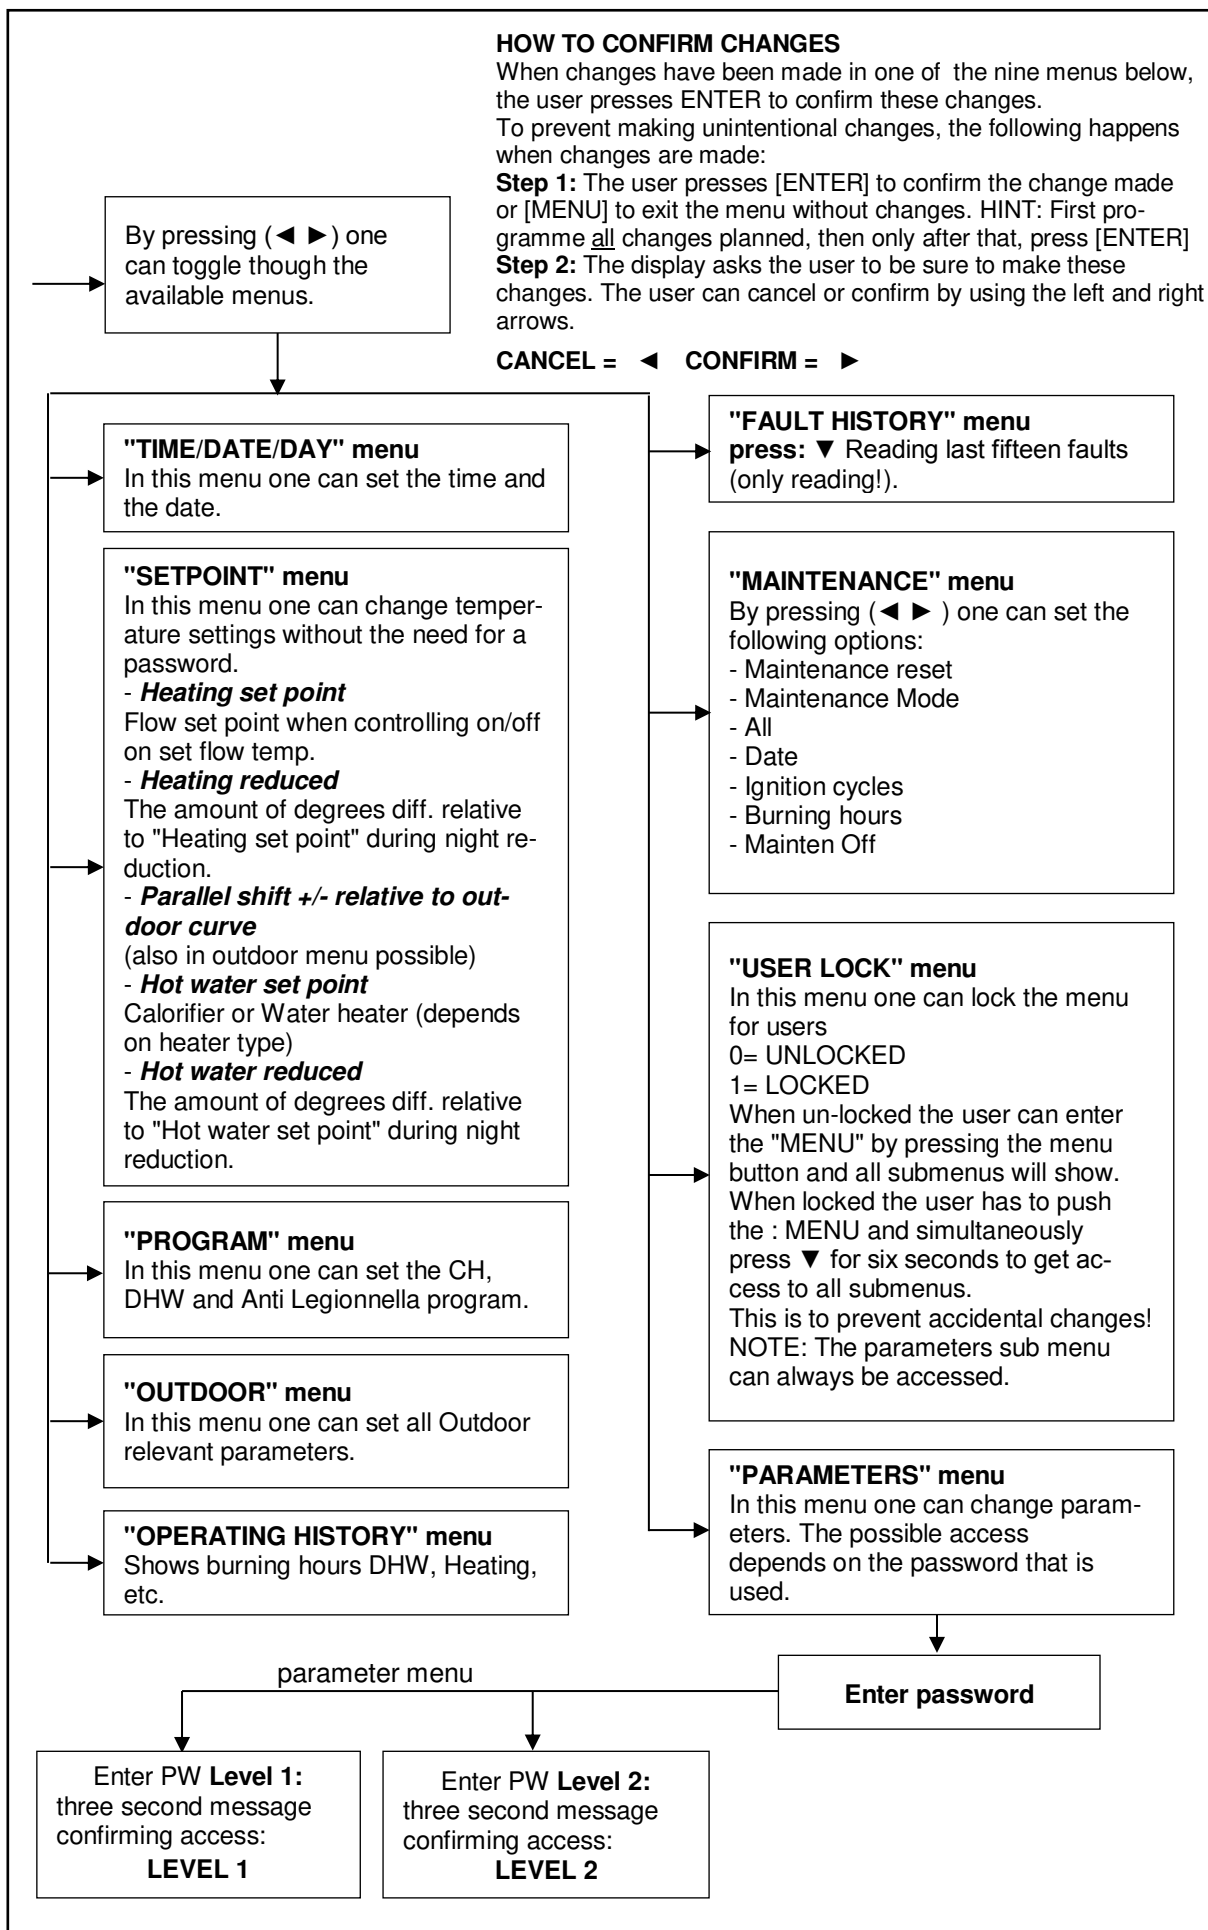 HOW TO CONFIRM CHANGES
When changes have been made in one of the nine menus below,
the user presses ENTER to confirm these changes.
To prevent making unintentional changes, the following happens
when changes are made:
Step 1: The user presses [ENTER] to confirm the change made
or [MENU] to exit the menu without changes. HINT: First pro-
gramme all changes planned, then only after that, press [ENTER]
Step 2: The display asks the user to be sure to make these
changes. The user can cancel or confirm by using the left and right
arrows.
CANCEL = ◄ CONFIRM = ►
By pressing (◄ ►) one
can toggle though the
available menus.
"TIME/DATE/DAY" menu
In this menu one can set the time and
the date.
"SETPOINT" menu
In this menu one can change temper-
ature settings without the need for a
password.
- Heating set point
Flow set point when controlling on/off
on set flow temp.
- Heating reduced
The amount of degrees diff. relative
to "Heating set point" during night re-
duction.
- Parallel shift +/- relative to out-
door curve
(also in outdoor menu possible)
- Hot water set point
Calorifier or Water heater (depends
on heater type)
- Hot water reduced
The amount of degrees diff. relative
to "Hot water set point" during night
reduction.
"PROGRAM" menu
In this menu one can set the CH,
DHW and Anti Legionnella program.
"OUTDOOR" menu
In this menu one can set all Outdoor
relevant parameters.
"OPERATING HISTORY" menu
Shows burning hours DHW, Heating,
etc.
"FAULT HISTORY" menu
press: ▼ Reading last fifteen faults
(only reading!).
"MAINTENANCE" menu
By pressing (◄ ► ) one can set the
following options:
- Maintenance reset
- Maintenance Mode
- All
- Date
- Ignition cycles
- Burning hours
- Mainten Off
"USER LOCK" menu
In this menu one can lock the menu
for users
0= UNLOCKED
1= LOCKED
When un-locked the user can enter
the "MENU" by pressing the menu
button and all submenus will show.
When locked the user has to push
the : MENU and simultaneously
press ▼ for six seconds to get ac-
cess to all submenus.
This is to prevent accidental changes!
NOTE: The parameters sub menu
can always be accessed.
"PARAMETERS" menu
In this menu one can change param-
eters. The possible access
depends on the password that is
used.
Enter password
parameter menu
Enter PW Level 1:
three second message
confirming access:
LEVEL 1
Enter PW Level 2:
three second message
confirming access:
LEVEL 2